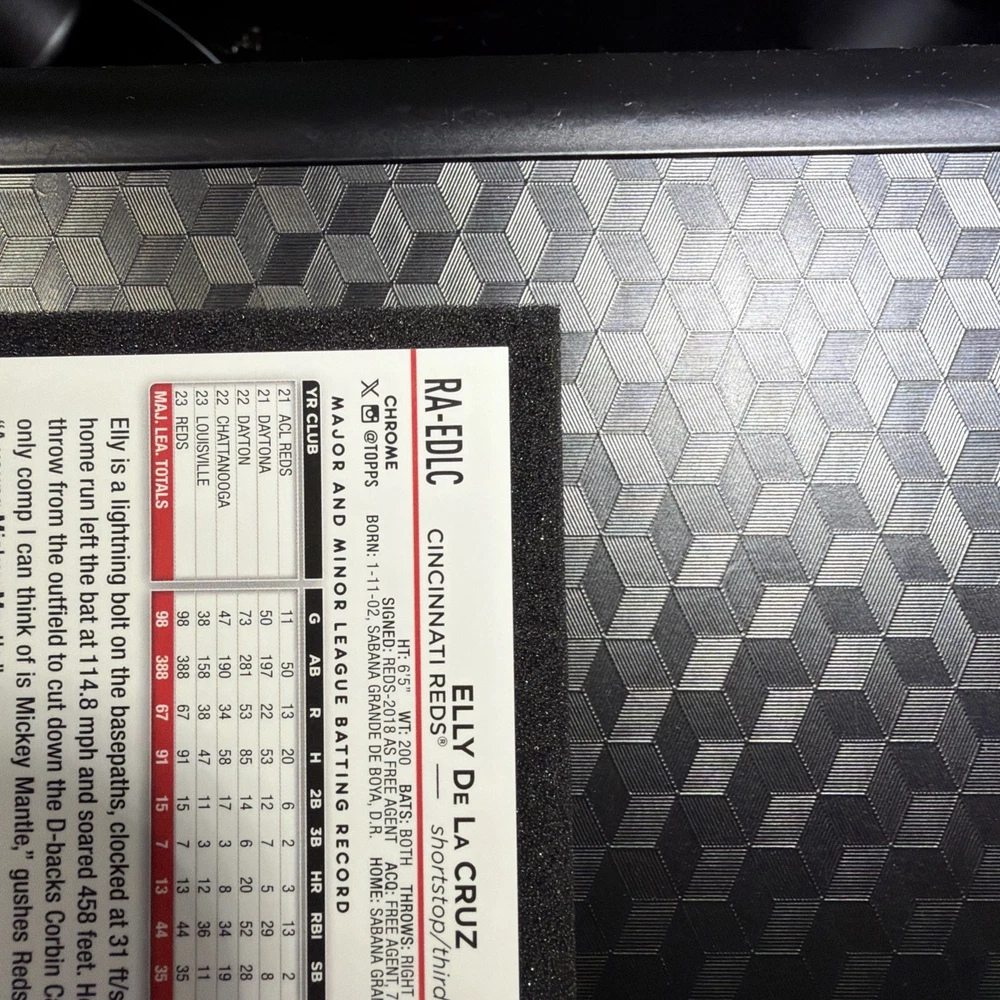 RA-EDLC
ELLY DE LA CRUZ
CINCINNATI REDS® — shortstop/third
CHROME
@TOPPS
HT: 6'5" WT: 200 BATS: BOTH THROWS: RIGHT
SIGNED: REDS-2018 AS FREE AGENT ACQ: FREE AGENT, 7
BORN: 1-11-02, SABANA GRANDE DE BOYA, D.R. HOME: SABANA GRA
MAJOR AND MINOR LEAGUE BATTING RECORD
YR CLUB G AB R H 2B 3B HR RBI SB
21 ACL REDS 11 50 13 20 6 2 3 13 2
21 DAYTONA 50 197 22 53 12 7 5 29 8
22 DAYTON 73 281 53 85 14 6 20 52 28
22 CHATTANOOGA 47 190 34 58 17 3 8 34 19
23 LOUISVILLE 38 158 38 47 11 3 12 36 11
23 REDS 98 388 67 91 15 7 13 44 35
MAJ. LEA. TOTALS 98 388 67 91 15 7 13 44 35
Elly is a lightning bolt on the basepaths, clocked at 31 ft/s
home run left the bat at 114.8 mph and soared 458 feet. H
throw from the outfield to cut down the D-backs Corbin C
only comp I can think of is Mickey Mantle," gushes Reds